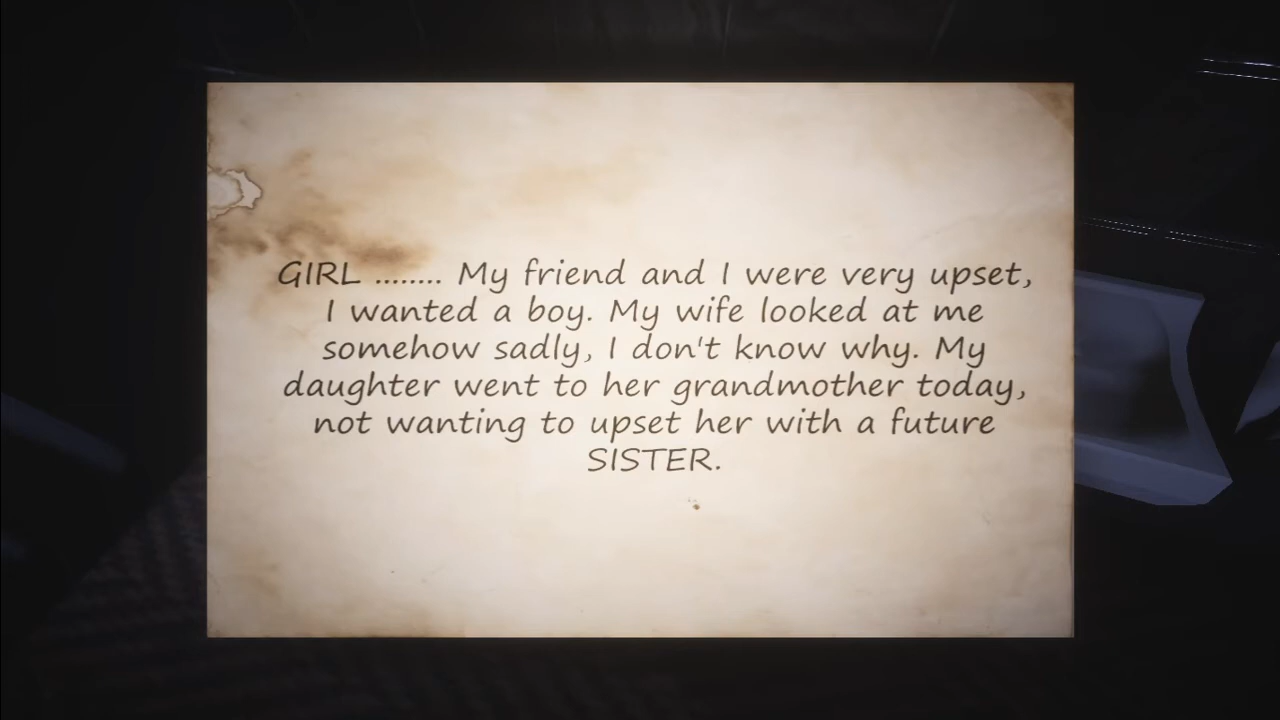 GIRL ........ My friend and I were very upset,
I wanted a boy. My wife looked at me
somehow sadly, I don't know why. My
daughter went to her grandmother today,
not wanting to upset her with a future
SISTER.